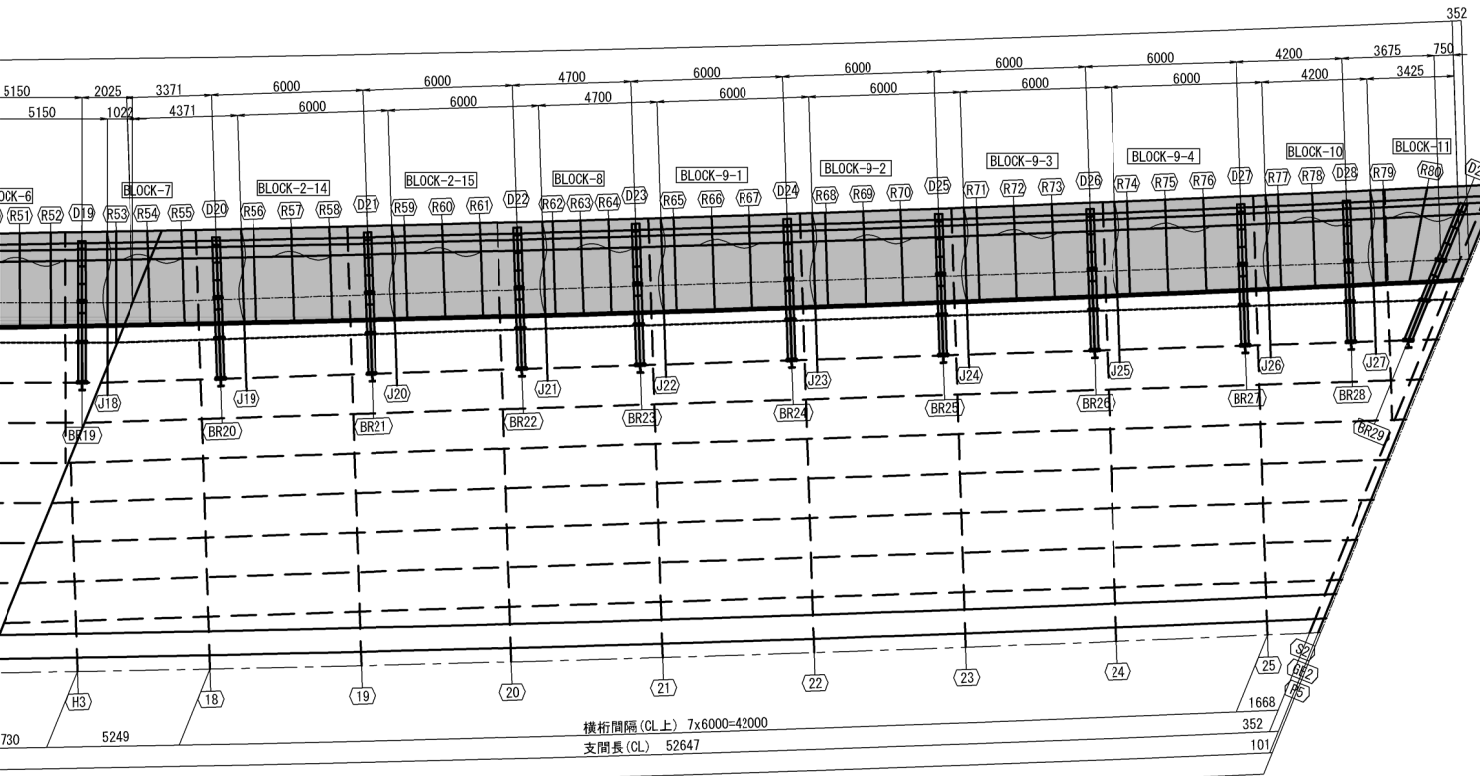 352
5150 2025 3371 6000 6000 4700 6000 6000 6000 6000 4200 3675 750
5150 1022 4371 6000 6000 4700 6000 6000 6000 6000 4200 3425
BLOCK-7 BLOCK-2-14 BLOCK-2-15 BLOCK-8 BLOCK-9-1 BLOCK-9-2 BLOCK-9-3 BLOCK-9-4 BLOCK-10 BLOCK-11
R51 R52 D19 R53 R54 R55 D20 R56 R57 R58 D21 R59 R60 R61 D22 R62 R63 R64 D23 R65 R66 R67 D24 R68 R69 R70 D25 R71 R72 R73 D26 R74 R75 R76 D27 R77 R78 D28 R79 R80
J18 J19 J20 J21 J22 J23 J24 J25 J26 J27
BR19 BR20 BR21 BR22 BR23 BR24 BR25 BR26 BR27 BR28 BR29
H3 18 19 20 21 22 23 24 25 S2
GE2
730 5249 横桁間隔(CL上) 7x6000=42000 1668
352
支間長(CL) 52647 101